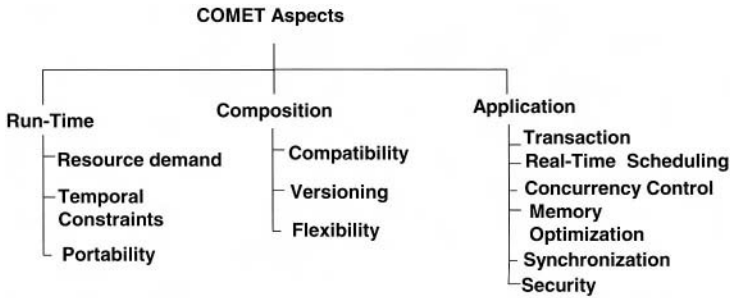 COMET Aspects
Run-Time
Resource demand
Temporal
Constraints
Portability
Composition
Compatibility
Versioning
Flexibility
Application
Transaction
Real-Time Scheduling
Concurrency Control
Memory
Optimization
Synchronization
Security